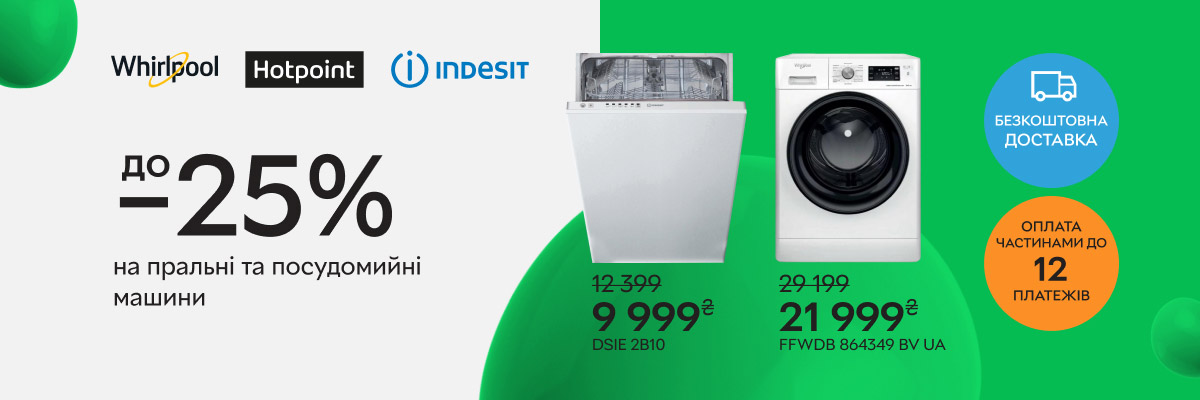 Whirlpool
Hotpoint
INDESIT
ДО
–25%
на пральні та посудомийні
машини
12 399
9 999₴
DSIE 2B10
29 199
21 999₴
FFWDB 864349 BV UA
БЕЗКОШТОВНА
ДОСТАВКА
ОПЛАТА
ЧАСТИНАМИ ДО
12
ПЛАТЕЖІВ